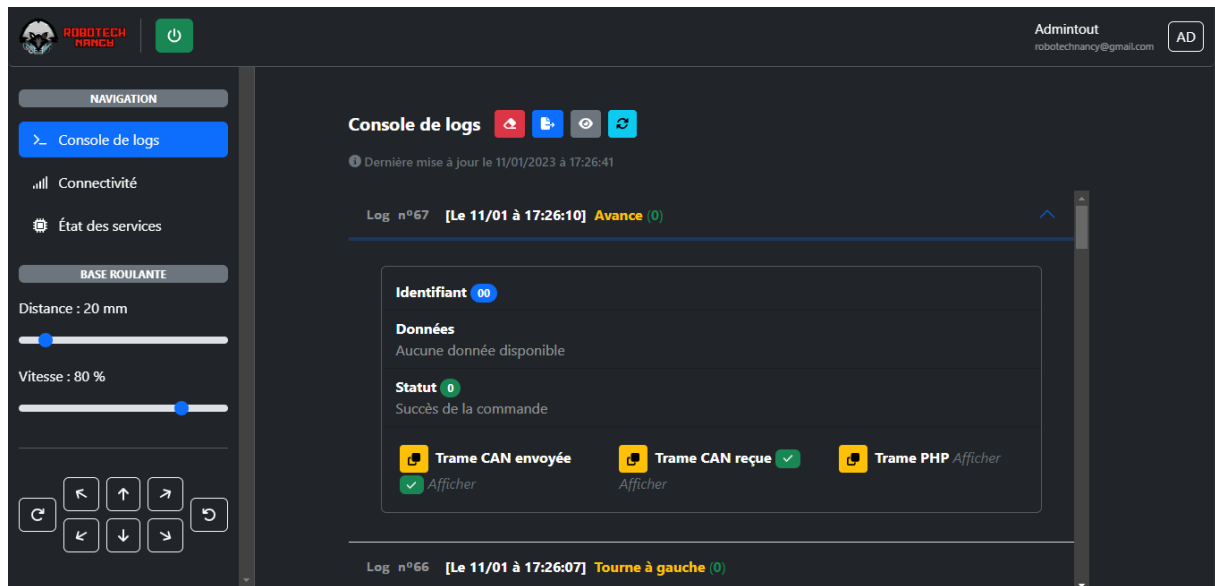 ROBOTECH
NANCY
Admintout
robotechnancy@gmail.com
AD
NAVIGATION
Console de logs
Connectivité
État des services
BASE ROULANTE
Distance : 20 mm
Vitesse : 80 %
Console de logs
Dernière mise à jour le 11/01/2023 à 17:26:41
Log n°67 [Le 11/01 à 17:26:10] Avance (0)
Identifiant 00
Données
Aucune donnée disponible
Statut 0
Succès de la commande
Trame CAN envoyée
Afficher
Trame CAN reçue
Afficher
Trame PHP Afficher
Log n°66 [Le 11/01 à 17:26:07] Tourne à gauche (0)